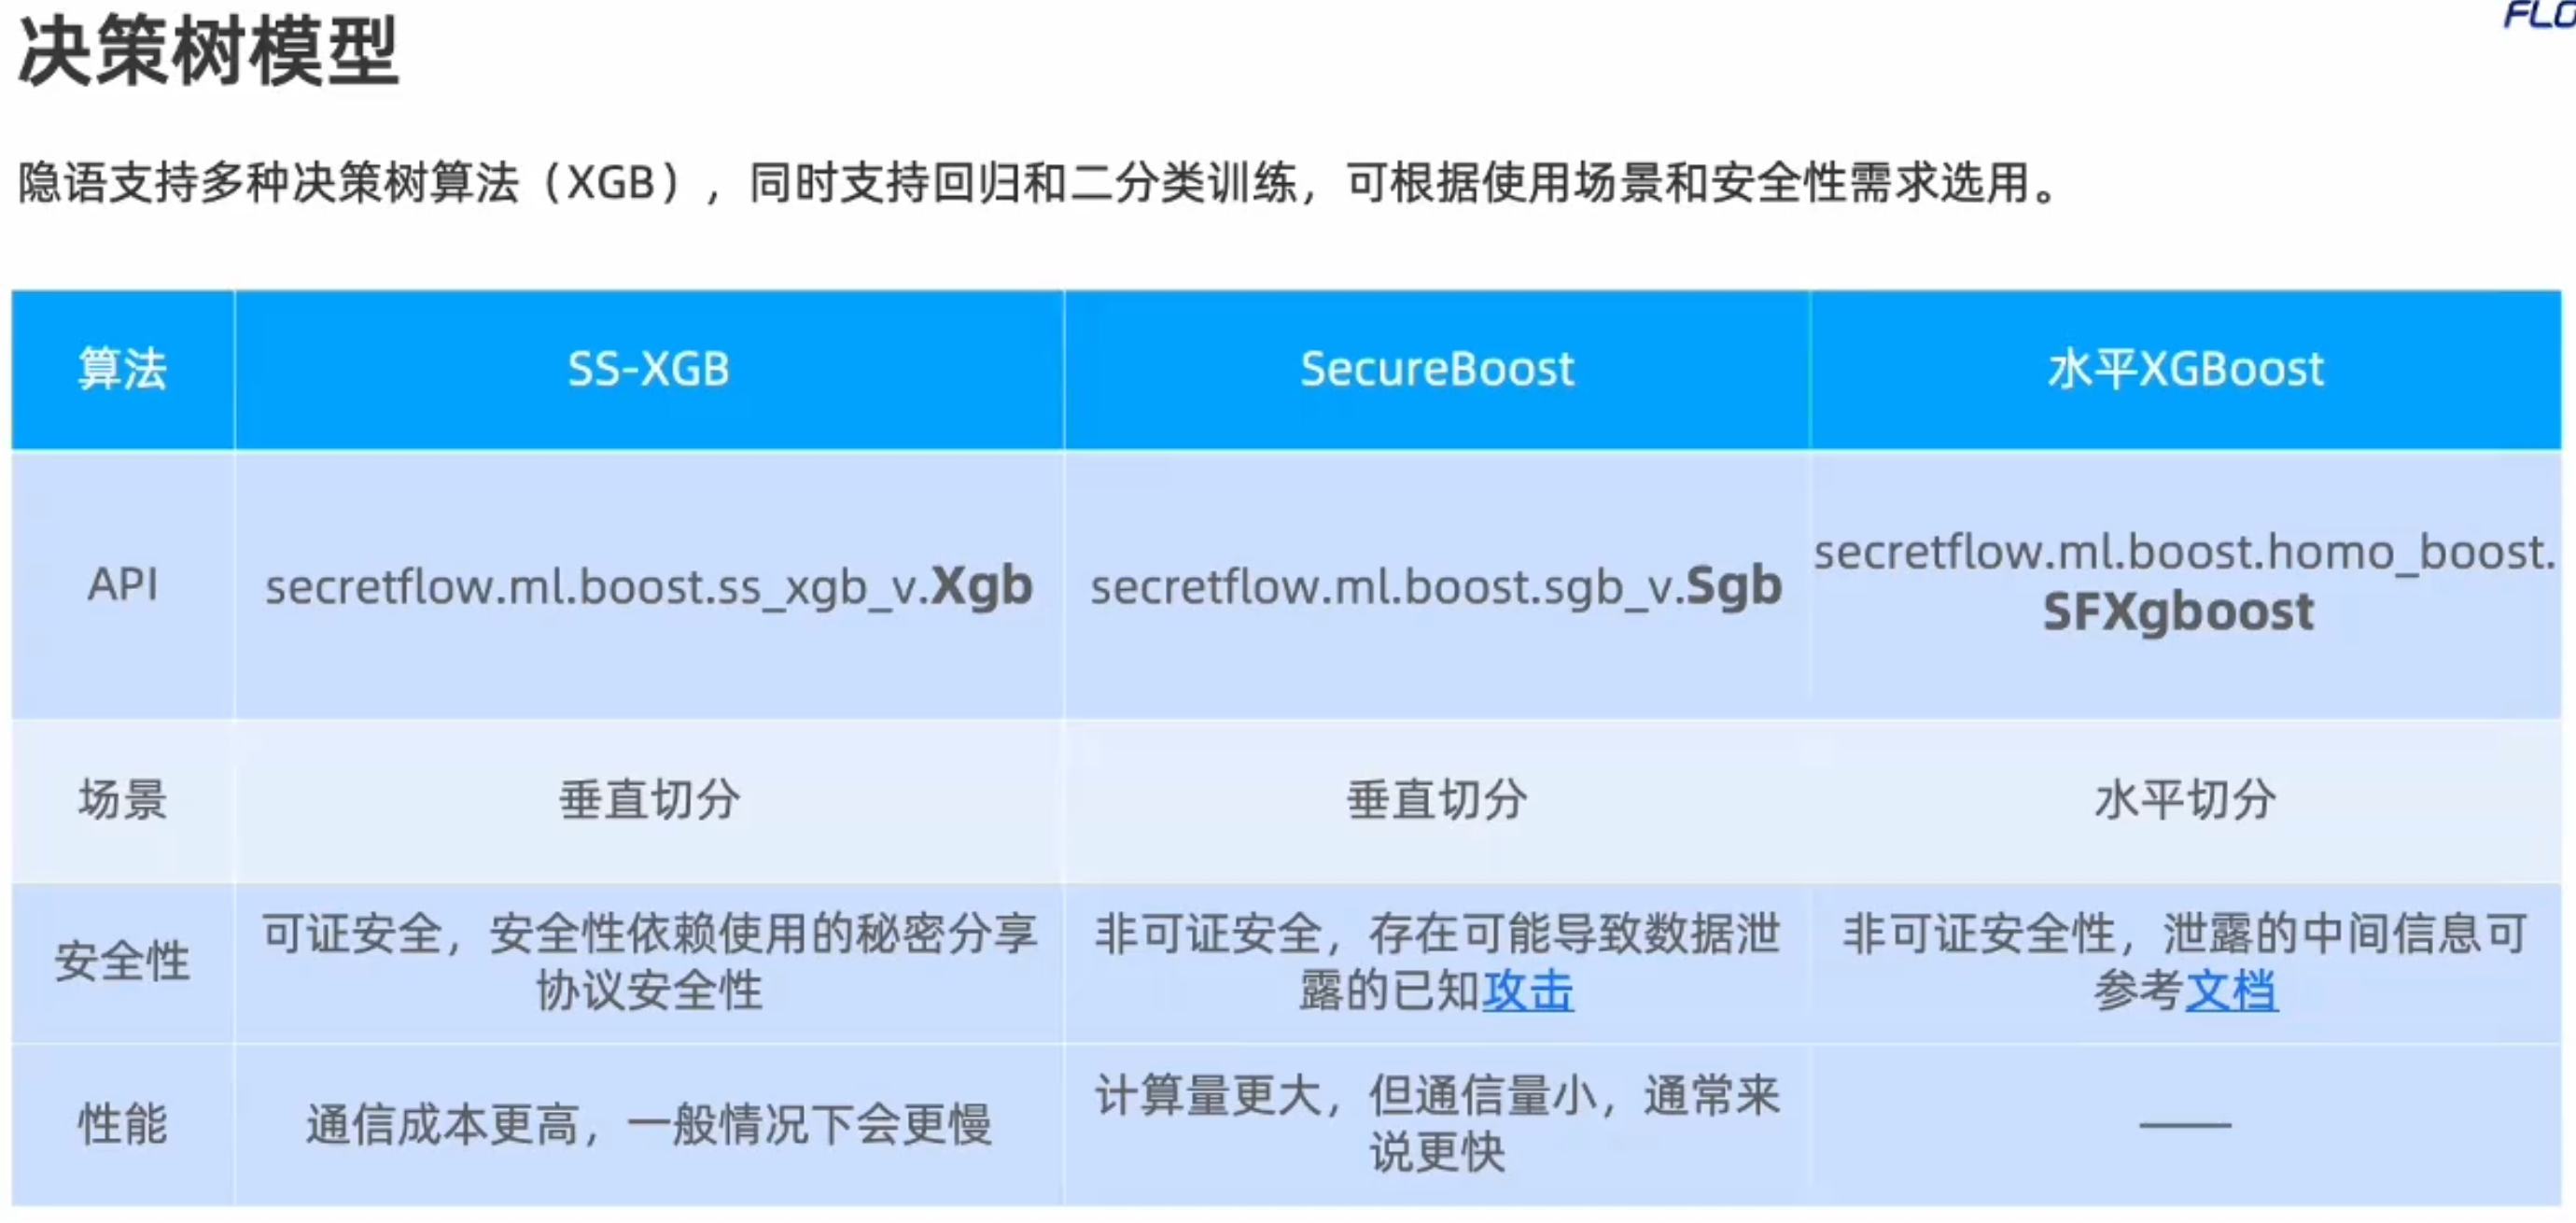 FLO
决策树模型
隐语支持多种决策树算法（XGB），同时支持回归和二分类训练，可根据使用场景和安全性需求选用。
算法 SS-XGB SecureBoost 水平XGBoost
API secretflow.ml.boost.ss_xgb_v.Xgb secretflow.ml.boost.sgb_v.Sgb secretflow.ml.boost.homo_boost.
SFXgboost
场景 垂直切分 垂直切分 水平切分
安全性
可证安全，安全性依赖使用的秘密分享
协议安全性
非可证安全，存在可能导致数据泄
露的已知攻击
非可证安全性，泄露的中间信息可
参考文档
性能
通信成本更高，一般情况下会更慢
计算量更大，但通信量小，通常来
说更快
——